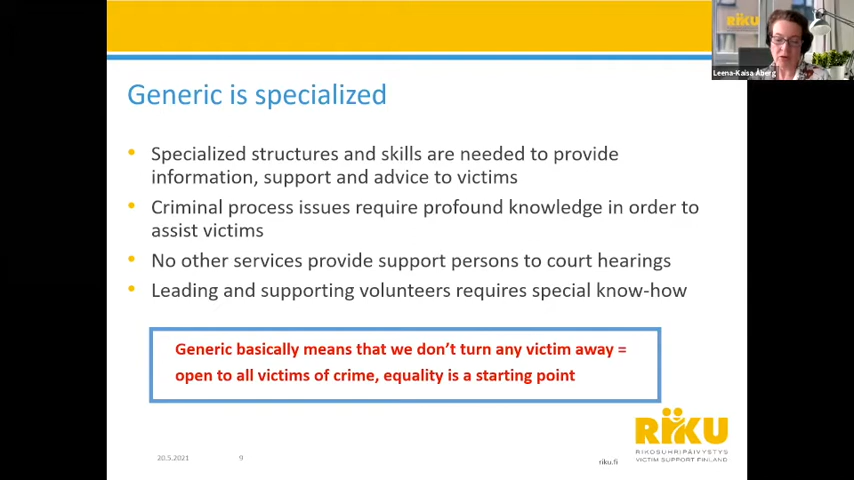 RiKU
Leena-Kaisa Åberg
Generic is specialized
• Specialized structures and skills are needed to provide
information, support and advice to victims
• Criminal process issues require profound knowledge in order to
assist victims
• No other services provide support persons to court hearings
• Leading and supporting volunteers requires special know-how
Generic basically means that we don't turn any victim away =
open to all victims of crime, equality is a starting point
RiKU
RIKOSUHRIPÄIVYSTYS
VICTIM SUPPORT FINLAND
20.5.2021
9
riku.fi